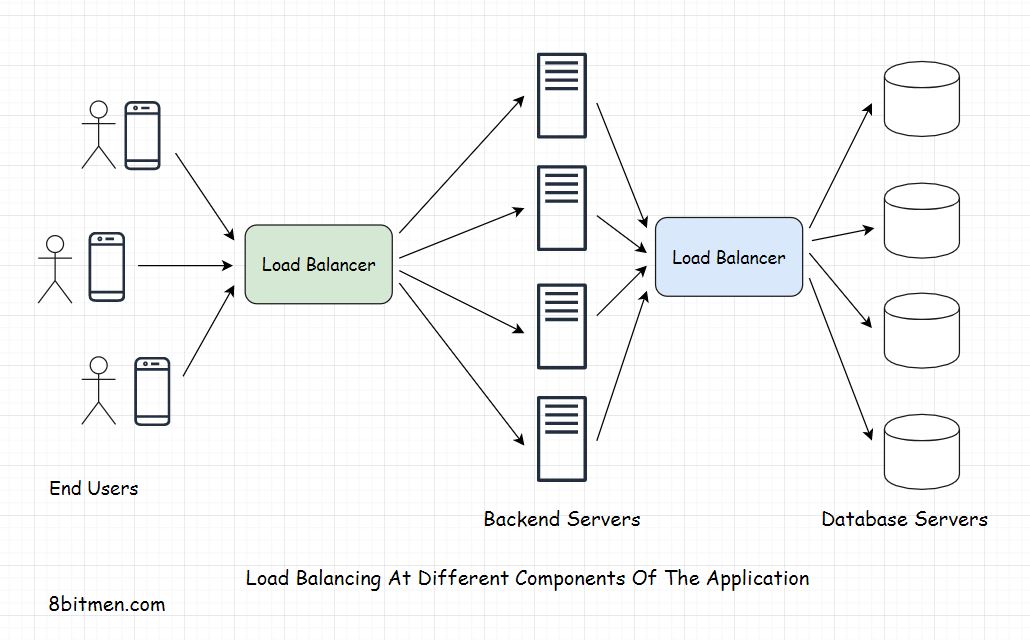 Load Balancer
Load Balancer
End Users
Backend Servers
Database Servers
Load Balancing At Different Components Of The Application
8bitmen.com